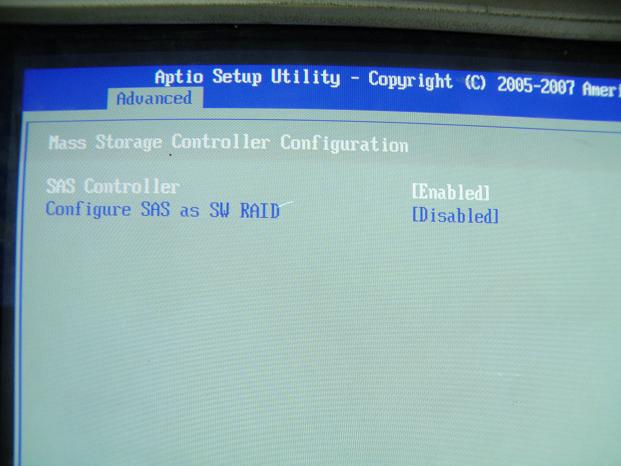 Aptio Setup Utility - Copyright (C) 2005-2007
Advanced
Mass Storage Controller Configuration
SAS Controller [Enabled]
Configure SAS as SW RAID [Disabled]